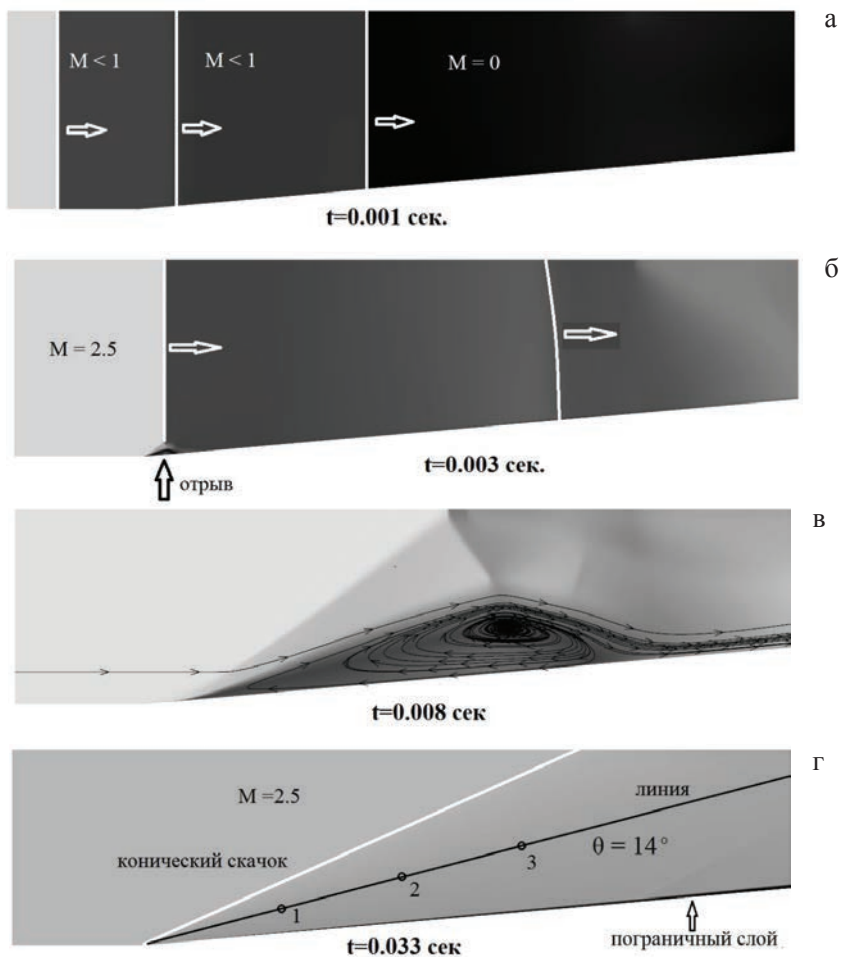 а
M < 1
M < 1
M = 0
t=0.001 сек.
б
M = 2.5
t=0.003 сек.
отрыв
в
t=0.008 сек
г
M =2.5
линия
конический скачок
θ = 14°
1
2
3
t=0.033 сек
пограничный слой